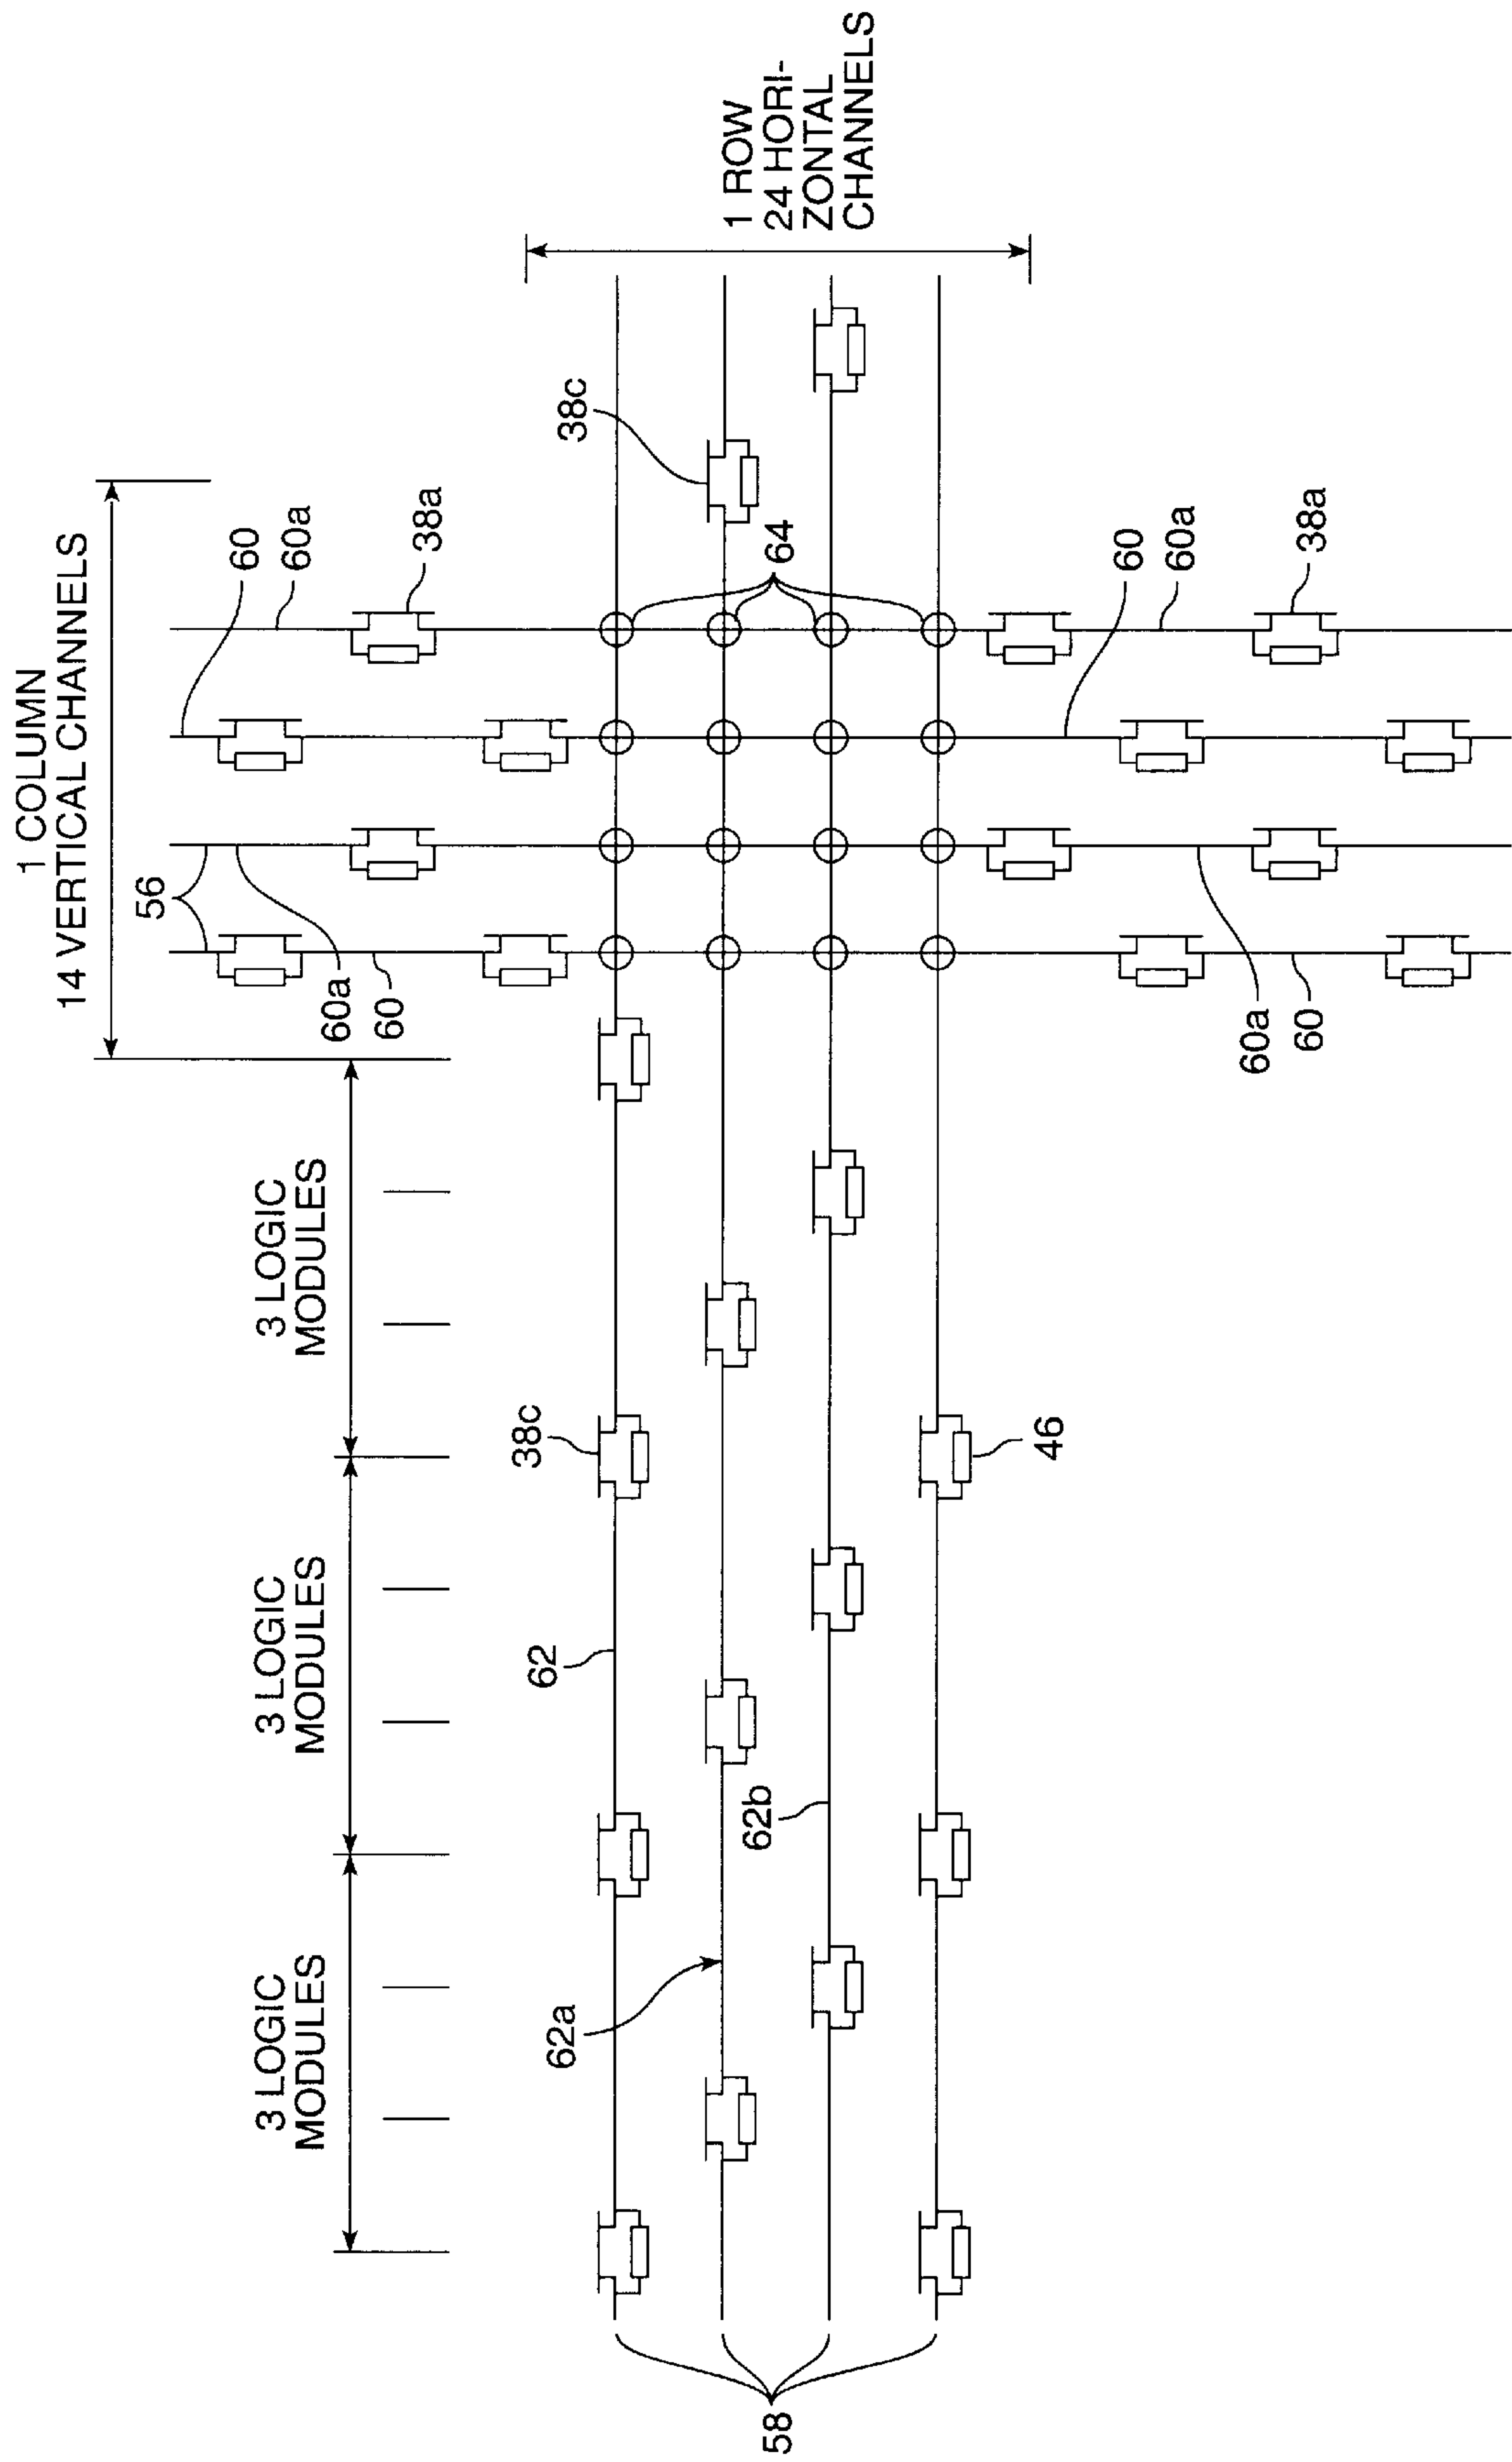 1 COLUMN
14 VERTICAL CHANNELS
56
60a
60
60
60a
38a
3 LOGIC
MODULES
3 LOGIC
MODULES
3 LOGIC
MODULES
38c
1 ROW
24 HORI-
ZONTAL
CHANNELS
64
38c
62
62a
62b
46
58
60a
60
60
60a
38a